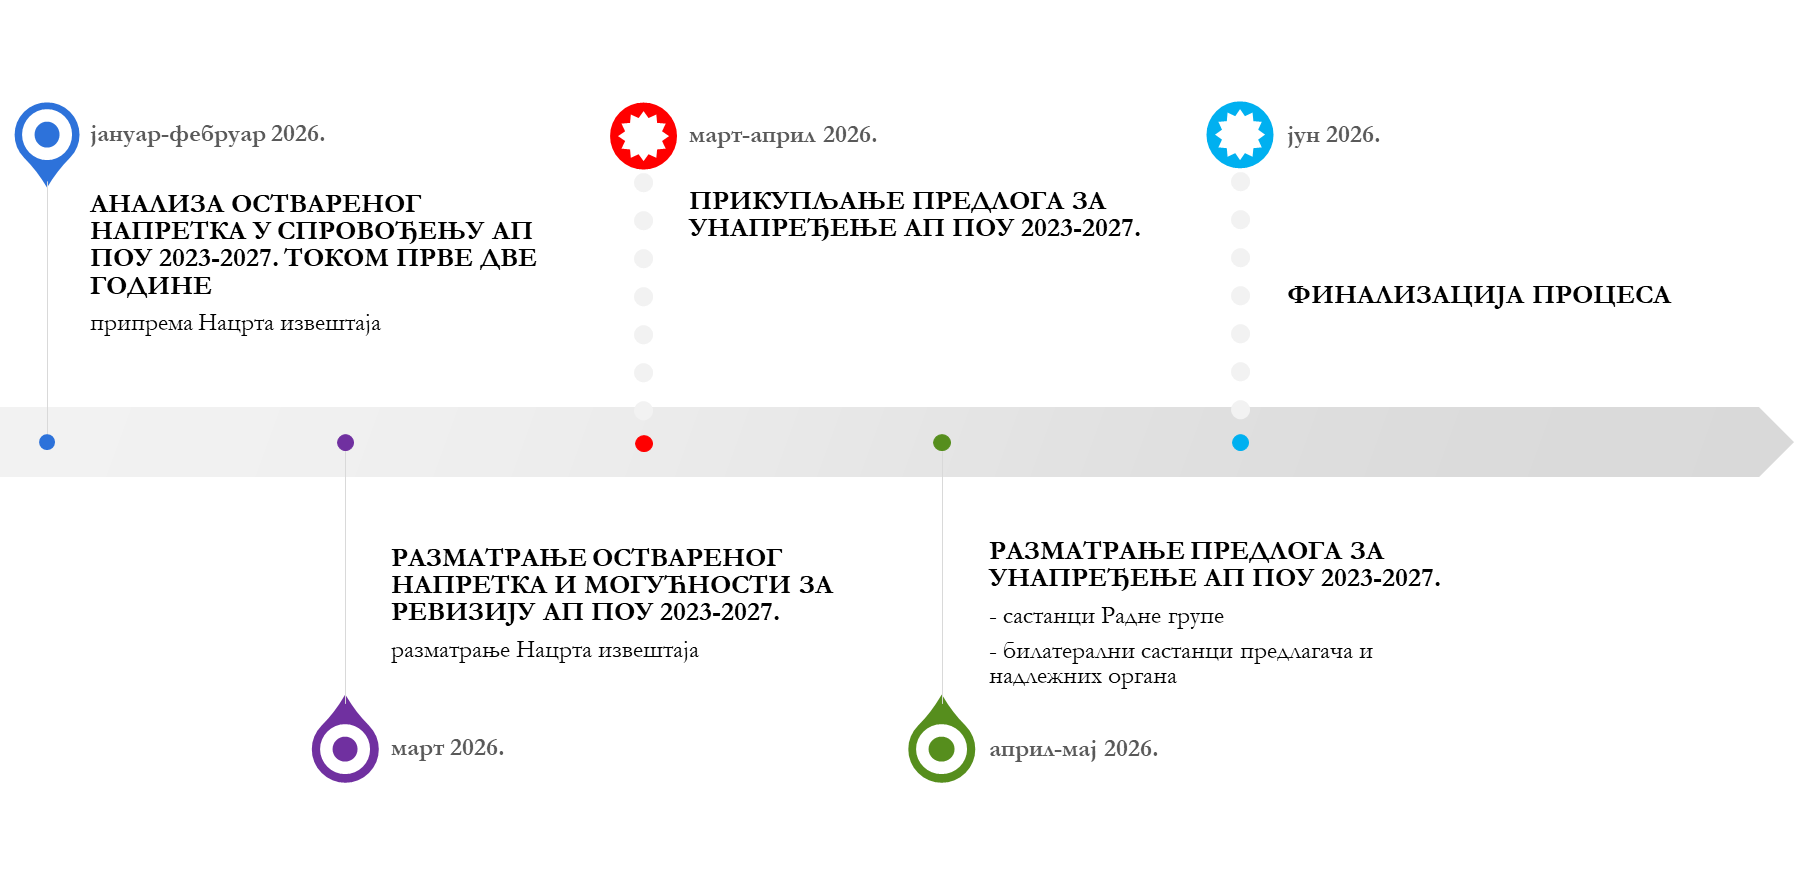 јануар-фебруар 2026.
АНАЛИЗА ОСТВАРЕНОГ
НАПРЕТКА У СПРОВОЂЕЊУ АП
ПОУ 2023-2027. ТОКОМ ПРВЕ ДВЕ
ГОДИНЕ
припрема Нацрта извештаја
РАЗМАТРАЊЕ ОСТВАРЕНОГ
НАПРЕТКА И МОГУЋНОСТИ ЗА
РЕВИЗИЈУ АП ПОУ 2023-2027.
разматрање Нацрта извештаја
март 2026.
март-април 2026.
ПРИКУПЉАЊЕ ПРЕДЛОГА ЗА
УНАПРЕЂЕЊЕ АП ПОУ 2023-2027.
РАЗМАТРАЊЕ ПРЕДЛОГА ЗА
УНАПРЕЂЕЊЕ АП ПОУ 2023-2027.
- састанци Радне групе
- билатерални састанци предлагача и
надлежних органа
април-мај 2026.
јун 2026.
ФИНАЛИЗАЦИЈА ПРОЦЕСА